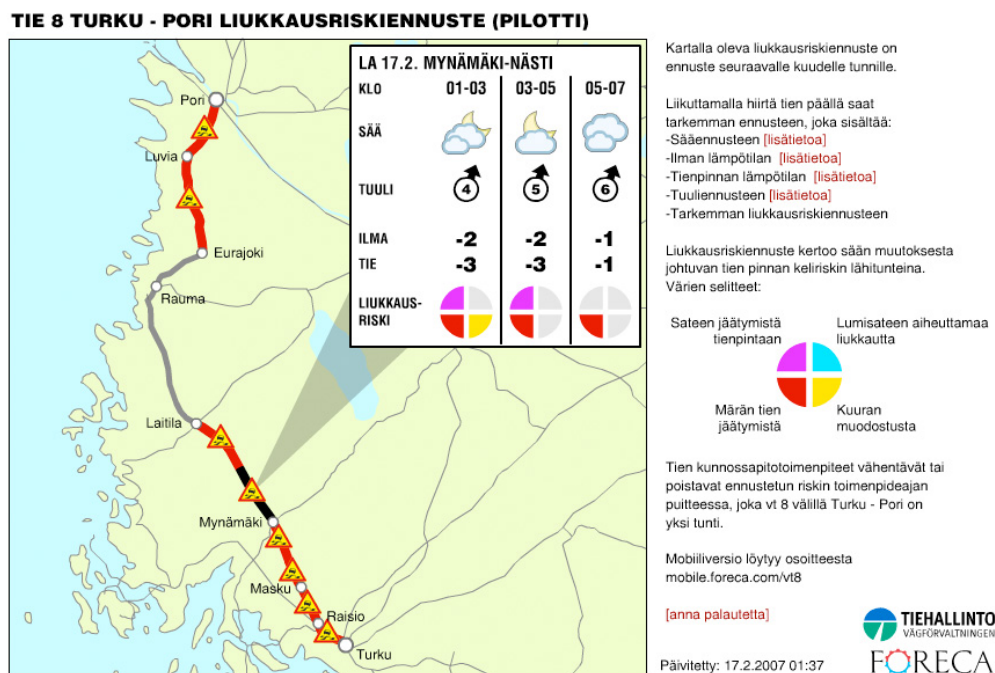 TIE 8 TURKU - PORI LIUKKAUSRISKIENNUSTE (PILOTTI)
LA 17.2. MYNÄMÄKI-NÄSTI
KLO 01-03 03-05 05-07
SÄÄ
TUULI 4 5 6
ILMA -2 -2 -1
TIE -3 -3 -1
LIUKKAUS-
RISKI
Pori
Luvia
Eurajoki
Rauma
Laitila
Mynämäki
Masku
Raisio
Turku
Kartalla oleva liukkausriskiennuste on
ennuste seuraavalle kuudelle tunnille.
Liikuttamalla hiirtä tien päällä saat
tarkemman ennusteen, joka sisältää:
-Sääennusteen [lisätietoa]
-Ilman lämpötilan [lisätietoa]
-Tienpinnan lämpötilan [lisätietoa]
-Tuuliennusteen [lisätietoa]
-Tarkemman liukkausriskiennusteen
Liukkausriskiennuste kertoo sään muutoksesta
johtuvan tien pinnan keliriskin lähitunteina.
Värien selitteet:
Sateen jäätymistä
tienpintaan
Lumisateen aiheuttamaa
liukkautta
Märän tien
jäätymistä
Kuuran
muodostusta
Tien kunnossapitotoimenpiteet vähentävät tai
poistavat ennustetun riskin toimenpideajan
puitteessa, joka vt 8 välillä Turku - Pori on
yksi tunti.
Mobiiliversio löytyy osoitteesta
mobile.foreca.com/vt8
[anna palautetta]
TIEHALLINTO
VÄGFÖRVALTNINGEN
Päivitetty: 17.2.2007 01:37
FORECA